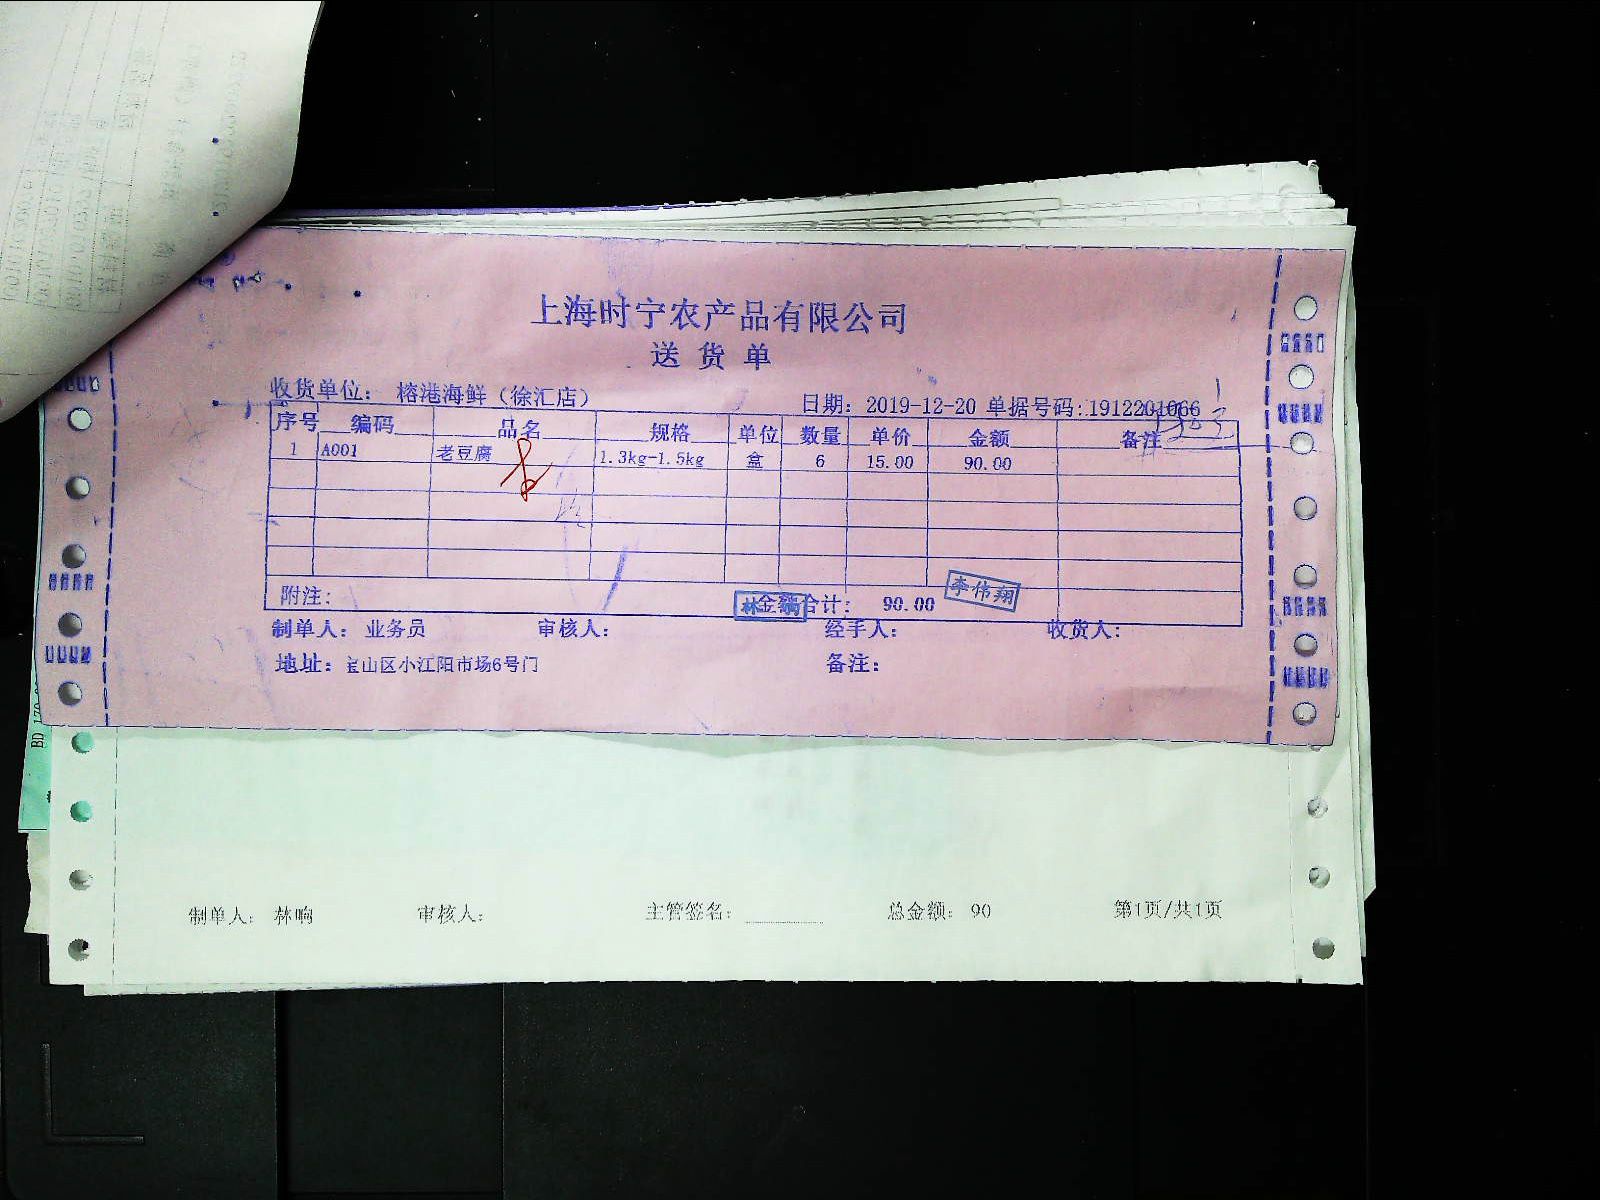 上海时宁农产品有限公司
送货单
收货单位： 榕港海鲜（徐汇店） 日期：2019-12-20 单据号码:1912201066
序号 编码 品名 规格 单位 数量 单价 金额 备注
1 A001 老豆腐 1.3kg-1.5kg 盒 6 15.00 90.00
附注: 金额合计: 90.00
李伟翔
制单人：业务员 审核人： 经手人： 收货人：
地址：宝山区小江阳市场6号门 备注：
BD 170
制单人： 林响 审核人： 主管签名： 总金额：90 第1页/共1页